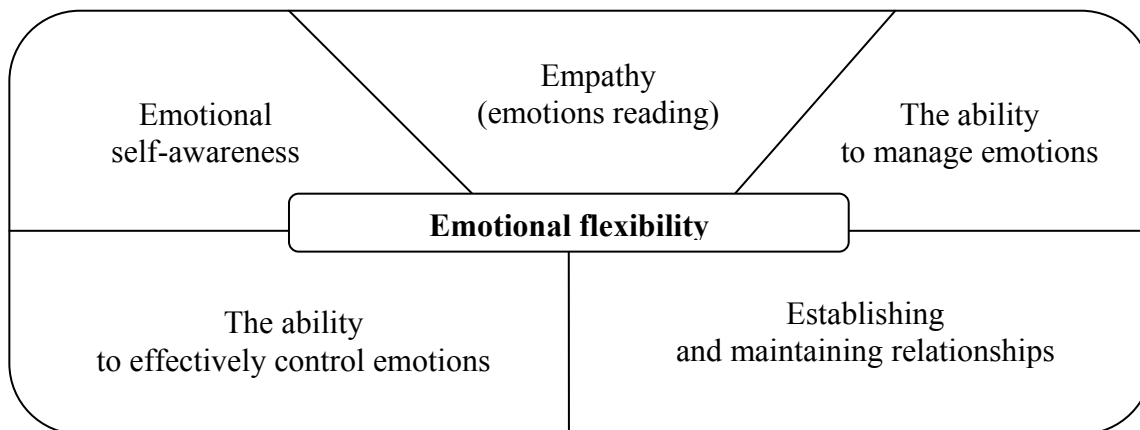 Empathy
(emotions reading)
Emotional
self-awareness
The ability
to manage emotions
Emotional flexibility
The ability
to effectively control emotions
Establishing
and maintaining relationships